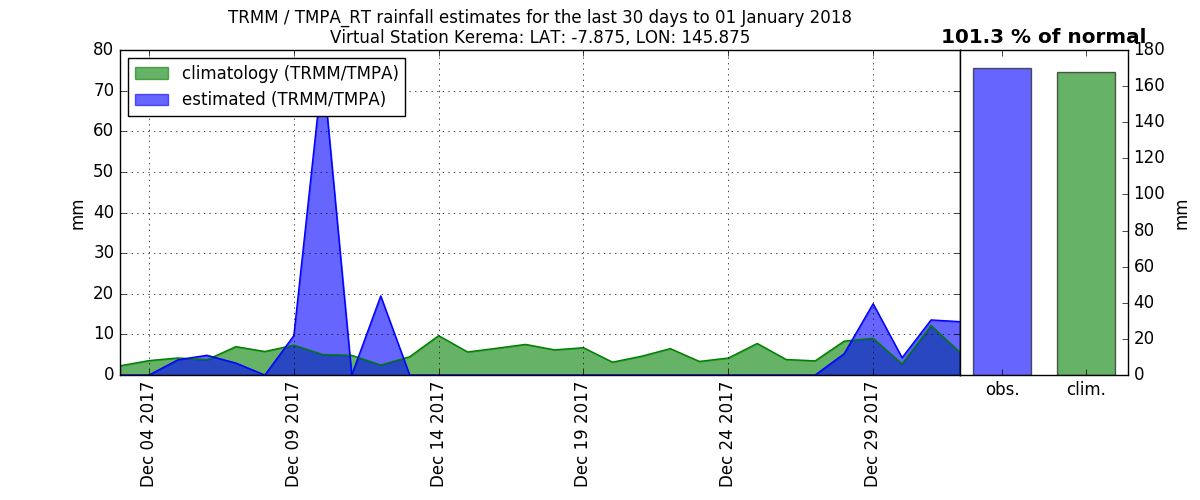 TRMM / TMPA_RT rainfall estimates for the last 30 days to 01 January 2018
Virtual Station Kerema: LAT: -7.875, LON: 145.875
101.3 % of normal
climatology (TRMM/TMPA)
estimated (TRMM/TMPA)
80
70
60
50
40
30
20
10
0
mm
Dec 04 2017
Dec 09 2017
Dec 14 2017
Dec 19 2017
Dec 24 2017
Dec 29 2017
180
160
140
120
100
80
60
40
20
0
mm
obs.
clim.